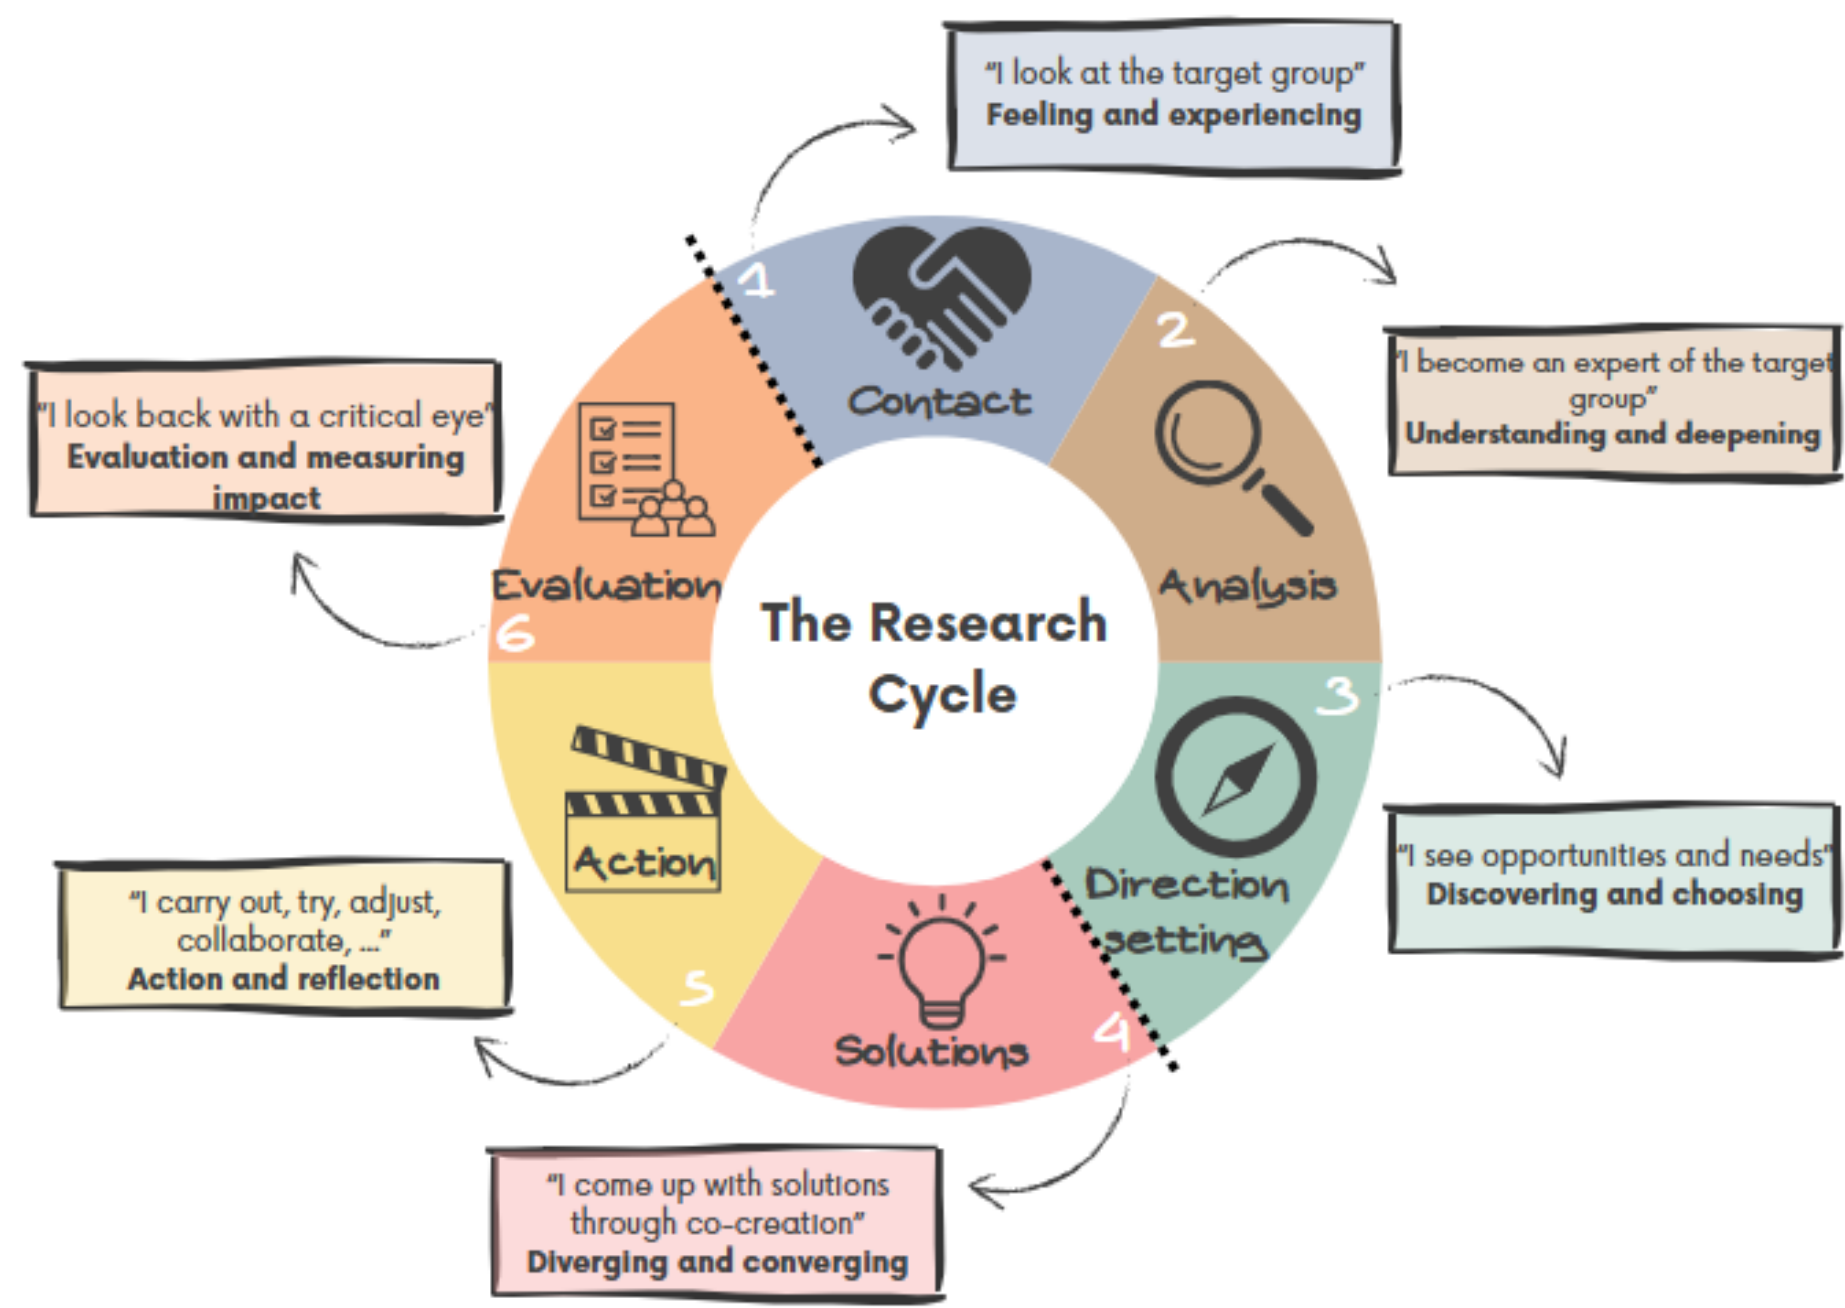 “I look at the target group”
Feeling and experiencing
1
Contact
2
Analysis
“I become an expert of the target
group”
Understanding and deepening
"I look back with a critical eye"
Evaluation and measuring
impact
Evaluation
6
The Research
Cycle
3
Direction
setting
"I see opportunities and needs"
Discovering and choosing
Action
5
“I carry out, try, adjust,
collaborate, ...”
Action and reflection
Solutions
4
“I come up with solutions
through co-creation”
Diverging and converging